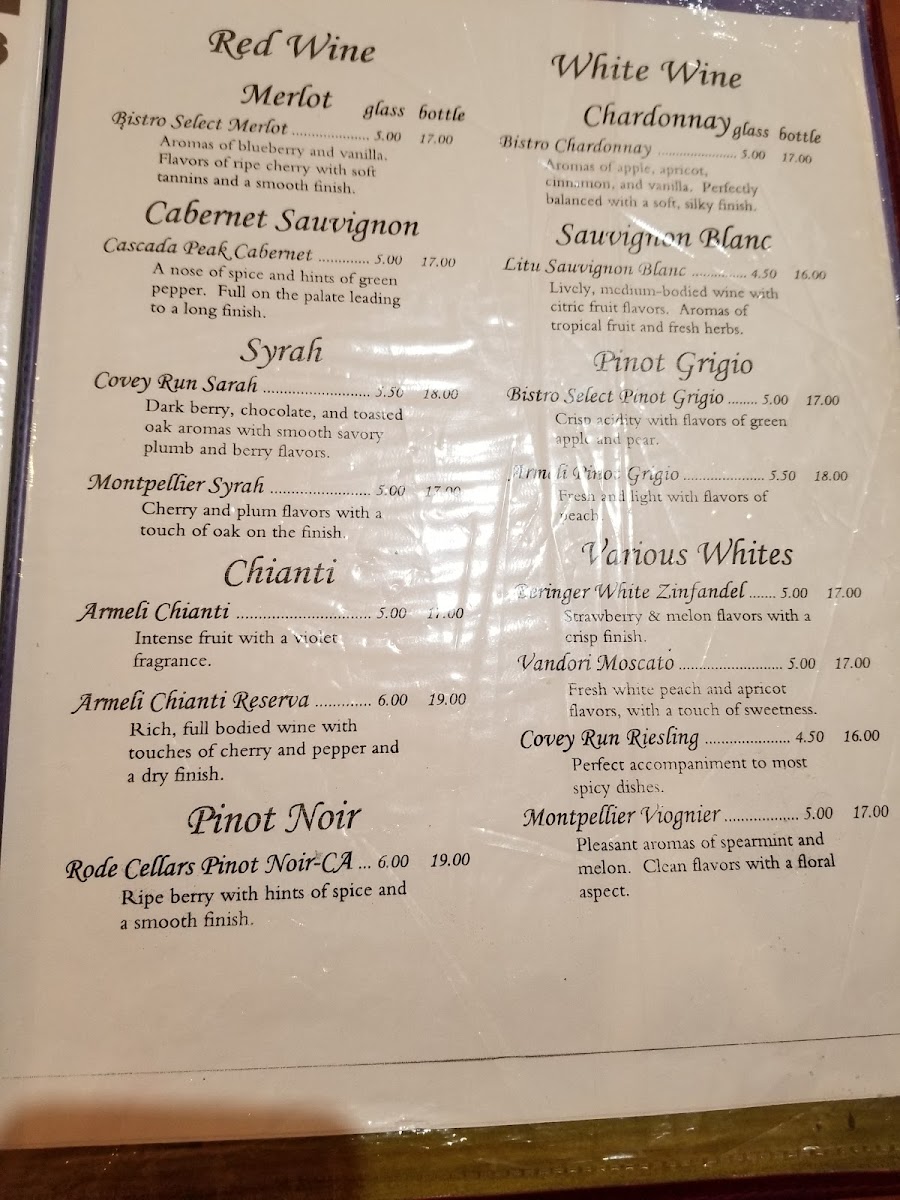 S
Red Wine
Merlot
glass bottle
Bistro Select Merlot .................... 5.00 17.00
Aromas of blueberry and vanilla.
Flavors of ripe cherry with soft
tannins and a smooth finish.
Cabernet Sauvignon
Cascada Peak Cabernet ............. 5.00 17.00
A nose of spice and hints of green
pepper. Full on the palate leading
to a long finish.
Syrah
Covey Run Sarah ........................... 5.50 18.00
Dark berry, chocolate, and toasted
oak aromas with smooth savory
plumb and berry flavors.
Montpellier Syrah ......................... 5.00 17.00
Cherry and plum flavors with a
touch of oak on the finish.
Chianti
Armeli Chianti .................................. 5.00 17.00
Intense fruit with a violet
fragrance.
Armeli Chianti Reserva ............. 6.00 19.00
Rich, full bodied wine with
touches of cherry and pepper and
a dry finish.
Pinot Noir
Rode Cellars Pinot Noir-CA ... 6.00 19.00
Ripe berry with hints of spice and
a smooth finish.
White Wine
Chardonnay
glass bottle
Bistro Chardonnay ...................... 5.00 17.00
Aromas of apple, apricot,
cinnamon, and vanilla. Perfectly
balanced with a soft, silky finish.
Sauvignon Blanc
Litu Sauvignon Blanc .............. 4.50 16.00
Lively, medium-bodied wine with
citric fruit flavors. Aromas of
tropical fruit and fresh herbs.
Pinot Grigio
Bistro Select Pinot Grigio ........ 5.00 17.00
Crisp acidity with flavors of green
apple and pear.
Armeli Pinot Grigio ..................... 5.50 18.00
Fresh and light with flavors of
peach.
Various Whites
Beringer White Zinfandel ....... 5.00 17.00
Strawberry & melon flavors with a
crisp finish.
Vandori Moscato .......................... 5.00 17.00
Fresh white peach and apricot
flavors, with a touch of sweetness.
Covey Run Riesling ..................... 4.50 16.00
Perfect accompaniment to most
spicy dishes.
Montpellier Viognier .................. 5.00 17.00
Pleasant aromas of spearmint and
melon. Clean flavors with a floral
aspect.